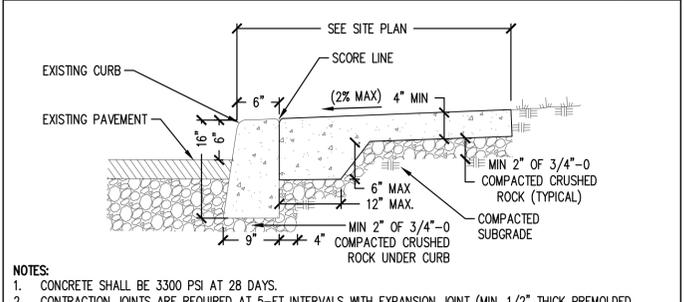 SEE SITE PLAN
SCORE LINE
EXISTING CURB
6"
(2% MAX)
4" MIN
EXISTING PAVEMENT
16"
6"
MIN 2" OF 3/4"-0
COMPACTED CRUSHED
ROCK (TYPICAL)
6" MAX
12" MAX.
COMPACTED
SUBGRADE
MIN 2" OF 3/4"-0
COMPACTED CRUSHED
ROCK UNDER CURB
9"
4"
NOTES:
1. CONCRETE SHALL BE 3300 PSI AT 28 DAYS.
2. CONTRACTION JOINTS ARE REQUIRED AT 5-FT INTERVALS WITH EXPANSION JOINT (MIN. 1/2" THICK PREMOLDED